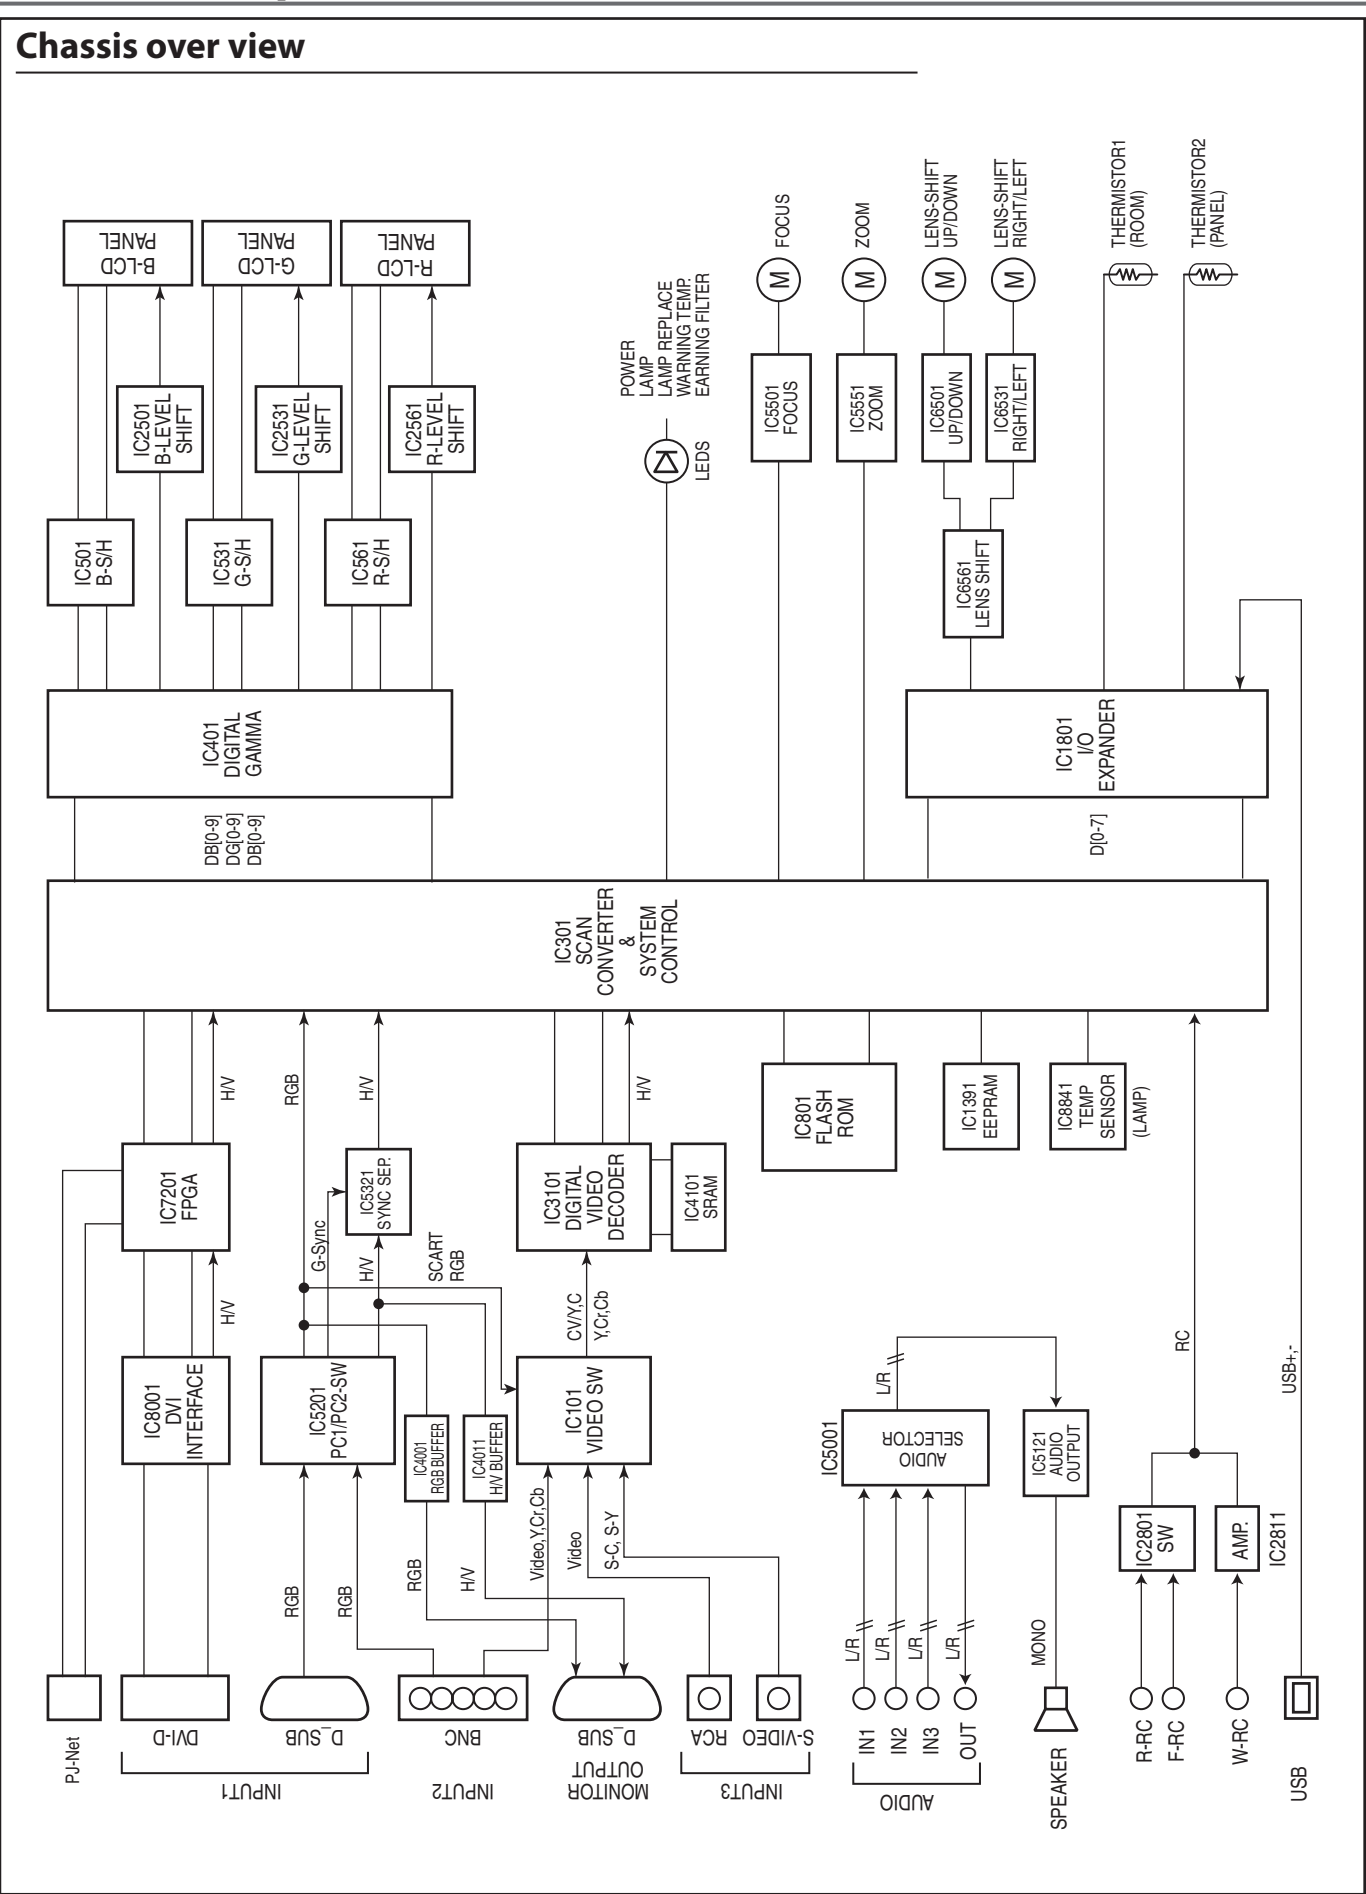 Chassis over view
B-LCD
PANEL
G-LCD
PANEL
R-LCD
PANEL
IC2501
B-LEVEL
SHIFT
IC2531
G-LEVEL
SHIFT
IC2561
R-LEVEL
SHIFT
IC501
B-S/H
IC531
G-S/H
IC561
R-S/H
IC401
DIGITAL
GAMMA
DB[0-9]
DG[0-9]
DB[0-9]
POWER
LAMP
LAMP REPLACE
WARNING TEMP.
EARNING FILTER
LEDS
FOCUS
ZOOM
LENS-SHIFT
UP/DOWN
LENS-SHIFT
RIGHT/LEFT
THERMISTOR1
(ROOM)
THERMISTOR2
(PANEL)
M
M
M
M
IC5501
FOCUS
IC5551
ZOOM
IC6501
UP/DOWN
IC6531
RIGHT/LEFT
IC6561
LENS SHIFT
IC1801
I/O
EXPANDER
D[0-7]
IC301
SCAN
CONVERTER
&
SYSTEM
CONTROL
H/V
RGB
H/V
H/V
IC7201
FPGA
IC5321
SYNC SEP.
IC3101
DIGITAL
VIDEO
DECODER
IC4101
SRAM
IC801
FLASH
ROM
IC1391
EEPRAM
IC8841
TEMP
SENSOR
(LAMP)
H/V
G-Sync
H/V
SCART
RGB
CV/Y,C
Y,Cr,Cb
IC8001
DVI
INTERFACE
IC5201
PC1/PC2-SW
IC4001
RGB BUFFER
IC4011
H/V BUFFER
IC101
VIDEO SW
L/R
IC5001
AUDIO
SELECTOR
IC5121
AUDIO
OUTPUT
RC
USB+,-
IC2801
SW
AMP.
IC2811
RGB
RGB
RGB
H/V
Video,Y,Cr,Cb
Video
S-C, S-Y
L/R
L/R
L/R
L/R
MONO
PJ-Net
DVI-D
D_SUB
INPUT1
BNC
INPUT2
D_SUB
MONITOR
OUTPUT
RCA
S-VIDEO
INPUT3
IN1
IN2
IN3
OUT
AUDIO
SPEAKER
R-RC
F-RC
W-RC
USB